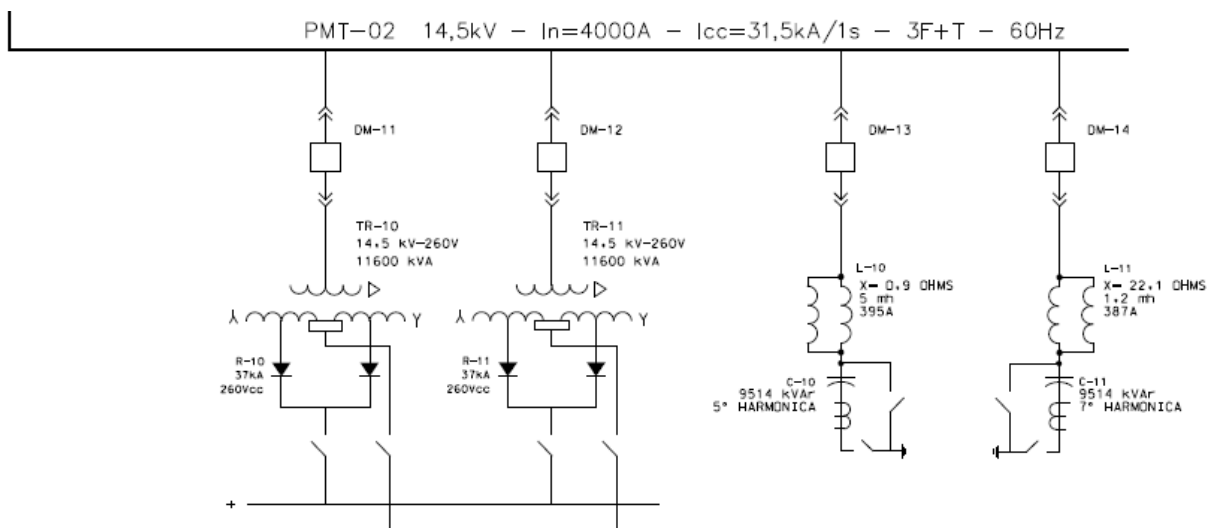 PMT-02 14,5kV - In=4000A - Icc=31,5kA/1s - 3F+T - 60Hz
DM-11
DM-12
DM-13
DM-14
TR-10
14.5 kV-260V
11600 kVA
TR-11
14.5 kV-260V
11600 kVA
L-10
X- 0.9 OHMS
5 mh
395A
L-11
X- 22.1 OHMS
1.2 mh
387A
Y
Y
R-10
37kA
260Vcc
R-11
37kA
260Vcc
C-10
9514 kVAr
5° HARMONICA
C-11
9514 kVAr
7° HARMONICA
+